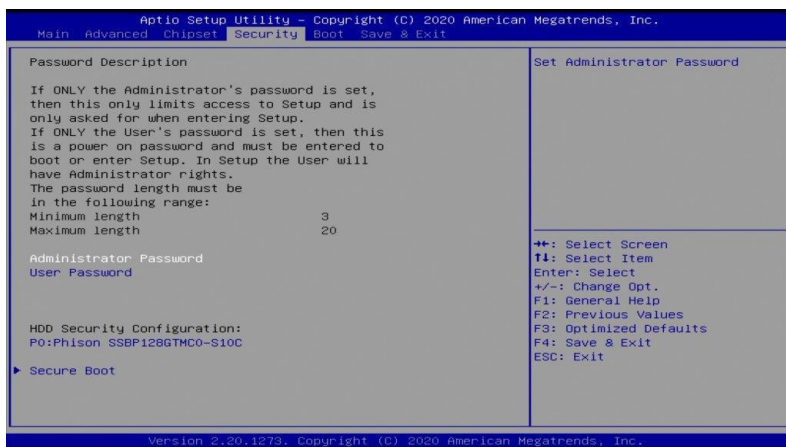 Aptio Setup Utility – Copyright (C) 2020 American Megatrends, Inc.
Main Advanced Chipset Security Boot Save & Exit
Password Description
If ONLY the Administrator's password is set,
then this only limits access to Setup and is
only asked for when entering Setup.
If ONLY the User's password is set, then this
is a power on password and must be entered to
boot or enter Setup. In Setup the User will
have Administrator rights.
The password length must be
in the following range:
Minimum length 3
Maximum length 20
Administrator Password
User Password
HDD Security Configuration:
P0:Phison SSBP128GTMC0-S10C
► Secure Boot
Set Administrator Password
→←: Select Screen
↑↓: Select Item
Enter: Select
+/-: Change Opt.
F1: General Help
F2: Previous Values
F3: Optimized Defaults
F4: Save & Exit
ESC: Exit
Version 2.20.1273. Copyright (C) 2020 American Megatrends, Inc.